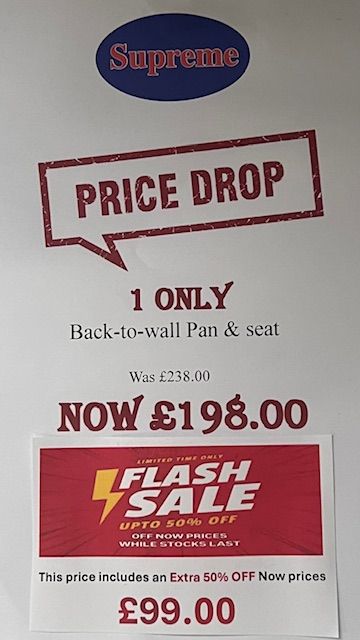 Supreme
PRICE DROP
1 ONLY
Back-to-wall Pan & seat
Was £238.00
NOW £198.00
LIMITED TIME ONLY
FLASH
SALE
UPTO 50% OFF
OFF NOW PRICES
WHILE STOCKS LAST
This price includes an Extra 50% OFF Now prices
£99.00